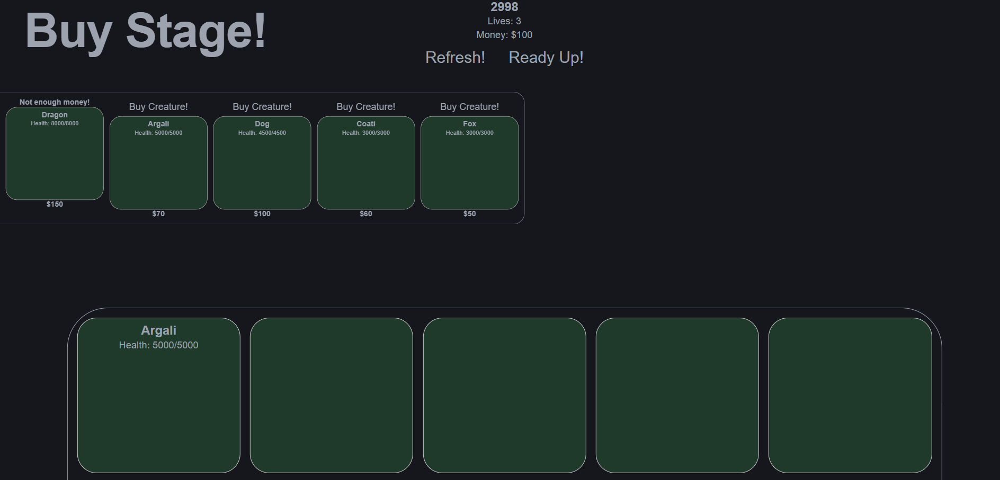 Buy Stage!
2998
Lives: 3
Money: $100
Refresh! Ready Up!
Not enough money!
Dragon
Health: 8000/8000
$150
Buy Creature!
Argali
Health: 5000/5000
$70
Buy Creature!
Dog
Health: 4500/4500
$100
Buy Creature!
Coati
Health: 3000/3000
$60
Buy Creature!
Fox
Health: 3000/3000
$50
Argali
Health: 5000/5000